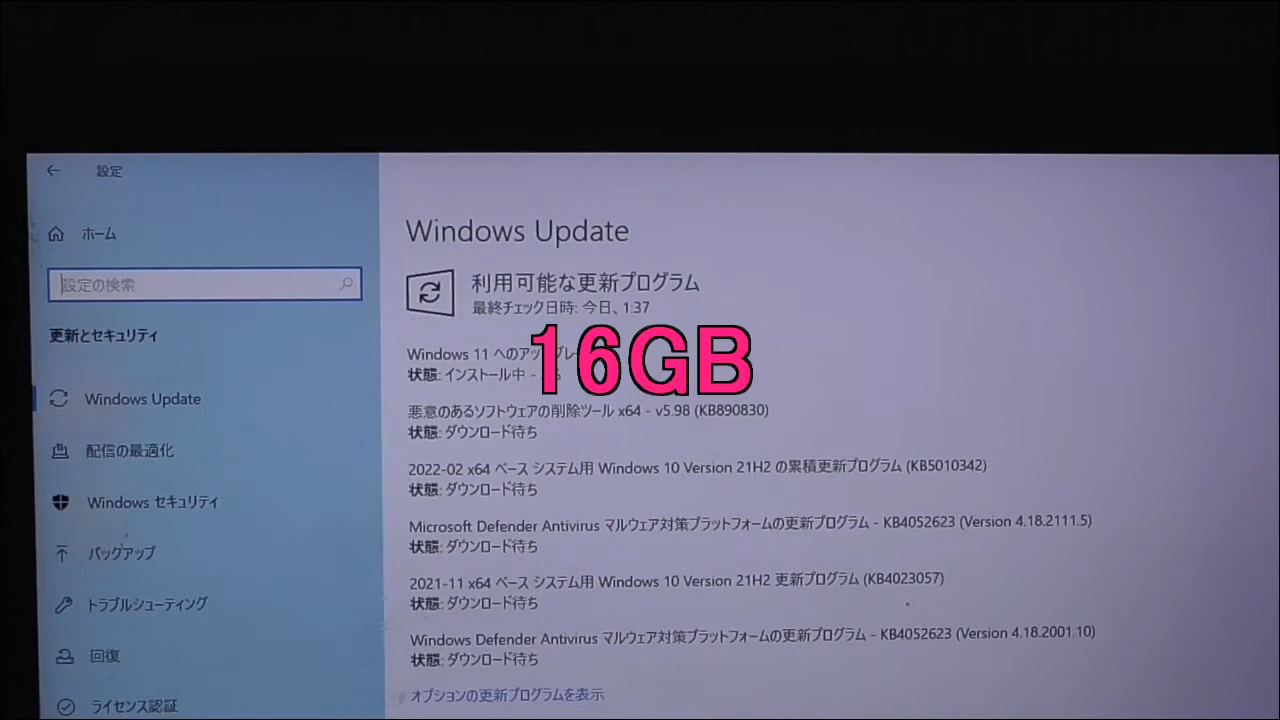 設定
ホーム
設定の検索
更新とセキュリティ
Windows Update
配信の最適化
Windows セキュリティ
バックアップ
トラブルシューティング
回復
ライセンス認証
Windows Update
利用可能な更新プログラム
最終チェック日時: 今日、1:37
16GB
Windows 11 へのアップグレー
状態: インストール中 -
悪意のあるソフトウェアの削除ツール x64 - v5.98 (KB890830)
状態: ダウンロード待ち
2022-02 x64 ベース システム用 Windows 10 Version 21H2 の累積更新プログラム (KB5010342)
状態: ダウンロード待ち
Microsoft Defender Antivirus マルウェア対策プラットフォームの更新プログラム - KB4052623 (Version 4.18.2111.5)
状態: ダウンロード待ち
2021-11 x64 ベース システム用 Windows 10 Version 21H2 更新プログラム (KB4023057)
状態: ダウンロード待ち
Windows Defender Antivirus マルウェア対策プラットフォームの更新プログラム - KB4052623 (Version 4.18.2001.10)
状態: ダウンロード待ち
オプションの更新プログラムを表示